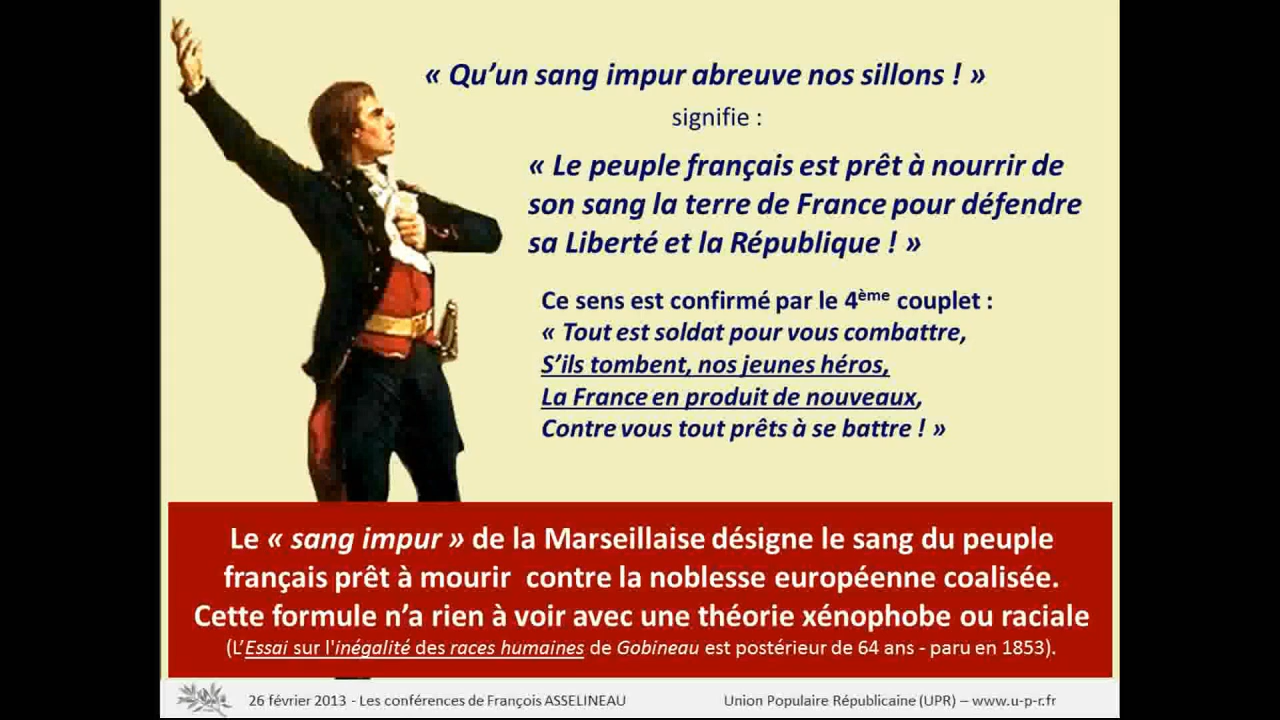 « Qu’un sang impur abreuve nos sillons ! »
signifie :
« Le peuple français est prêt à nourrir de
son sang la terre de France pour défendre
sa Liberté et la République ! »
Ce sens est confirmé par le 4ème couplet :
« Tout est soldat pour vous combattre,
S’ils tombent, nos jeunes héros,
La France en produit de nouveaux,
Contre vous tout prêts à se battre ! »
Le « sang impur » de la Marseillaise désigne le sang du peuple
français prêt à mourir contre la noblesse européenne coalisée.
Cette formule n’a rien à voir avec une théorie xénophobe ou raciale
(L’Essai sur l'inégalité des races humaines de Gobineau est postérieur de 64 ans - paru en 1853).
26 février 2013 - Les conférences de François ASSELINEAU
Union Populaire Républicaine (UPR) – www.u-p-r.fr